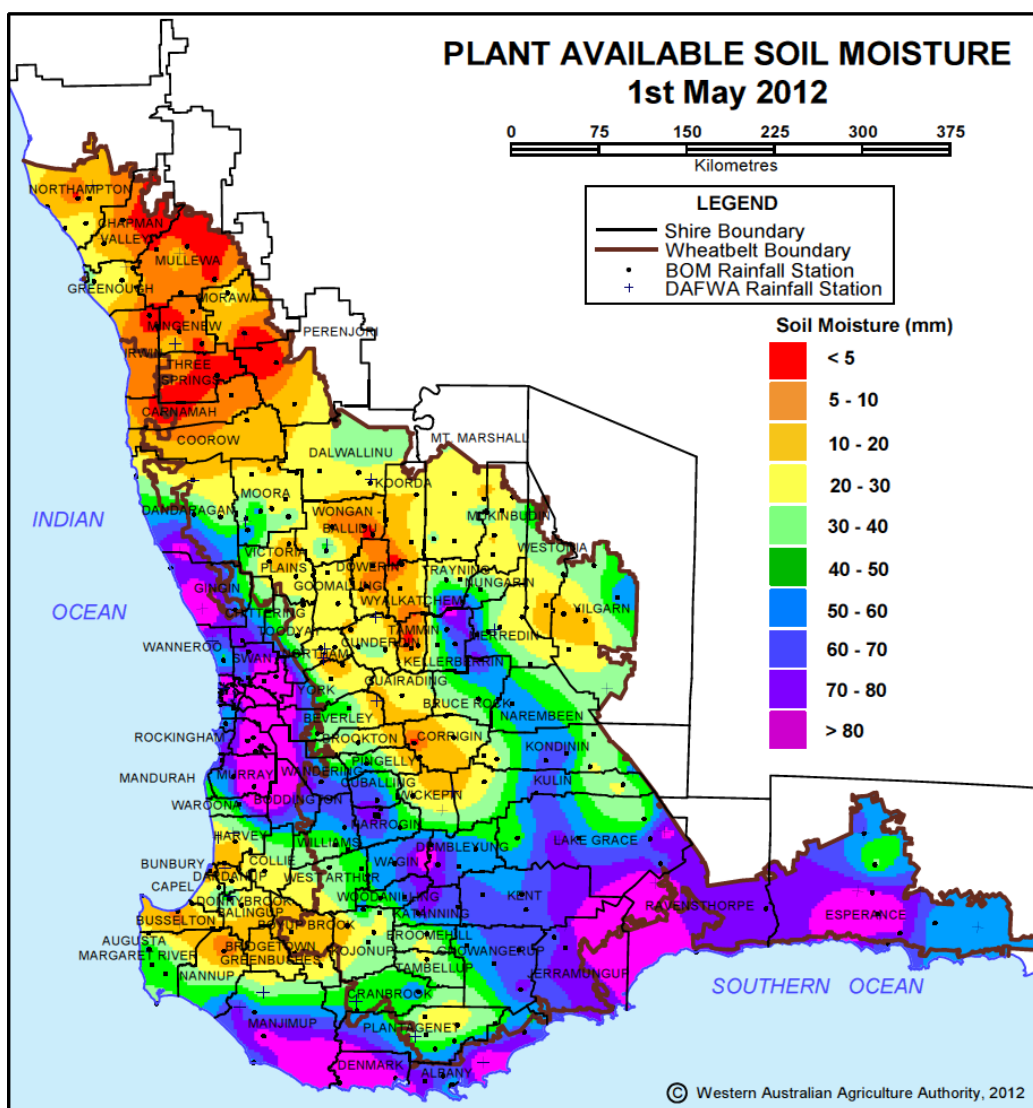 PLANT AVAILABLE SOIL MOISTURE
1st May 2012
0 75 150 225 300 375
Kilometres
LEGEND
Shire Boundary
Wheatbelt Boundary
BOM Rainfall Station
DAFWA Rainfall Station
Soil Moisture (mm)
< 5
5 - 10
10 - 20
20 - 30
30 - 40
40 - 50
50 - 60
60 - 70
70 - 80
> 80
NORTHAMPTON
CHAPMAN
VALLEY
MULLEWA
GREENOUGH
MORAWA
MINGENEW
PERENJORI
IRWIN
THREE
SPRINGS
CARNAMAH
COOROW
MT. MARSHALL
DALWALLINU
KOORDA
MOORA
DANDARAGAN
WONGAN -
BALLIDU
MUKINBUDIN
INDIAN
OCEAN
WESTONIA
VICTORIA
PLAINS
DOWERIN
TRAYNING
NUNGARIN
GINGIN
GOOMALLING
WYALKATCHEM
YILGARN
CHITTERING
TOODYAY
TAMMIN
MERREDIN
WANNEROO
SWAN
NORTHAM
CUNDERDIN
KELLERBERRIN
QUAIRADING
YORK
BRUCE ROCK
NAREMBEEN
BEVERLEY
ROCKINGHAM
BROOKTON
CORRIGIN
KONDININ
PINGELLY
MANDURAH
MURRAY
WANDERING
CUBALLING
KULIN
WICKEPIN
WAROONA
BODDINGTON
NARROGIN
HARVEY
WILLIAMS
LAKE GRACE
DUMBLEYUNG
BUNBURY
COLLIE
WAGIN
DARDANUP
WEST ARTHUR
CAPEL
DONNYBROOK
WOODANILLING
KENT
RAVENSTHORPE
BALINGUP
KATANNING
BUSSELTON
BOYUP BROOK
ESPERANCE
BROOMEHILL
AUGUSTA
MARGARET RIVER
BRIDGETOWN
GREENBUSHES
KOJONUP
GNOWANGERUP
TAMBELLUP
JERRAMUNGUP
NANNUP
CRANBROOK
SOUTHERN OCEAN
MANJIMUP
PLANTAGENET
DENMARK
ALBANY
© Western Australian Agriculture Authority, 2012